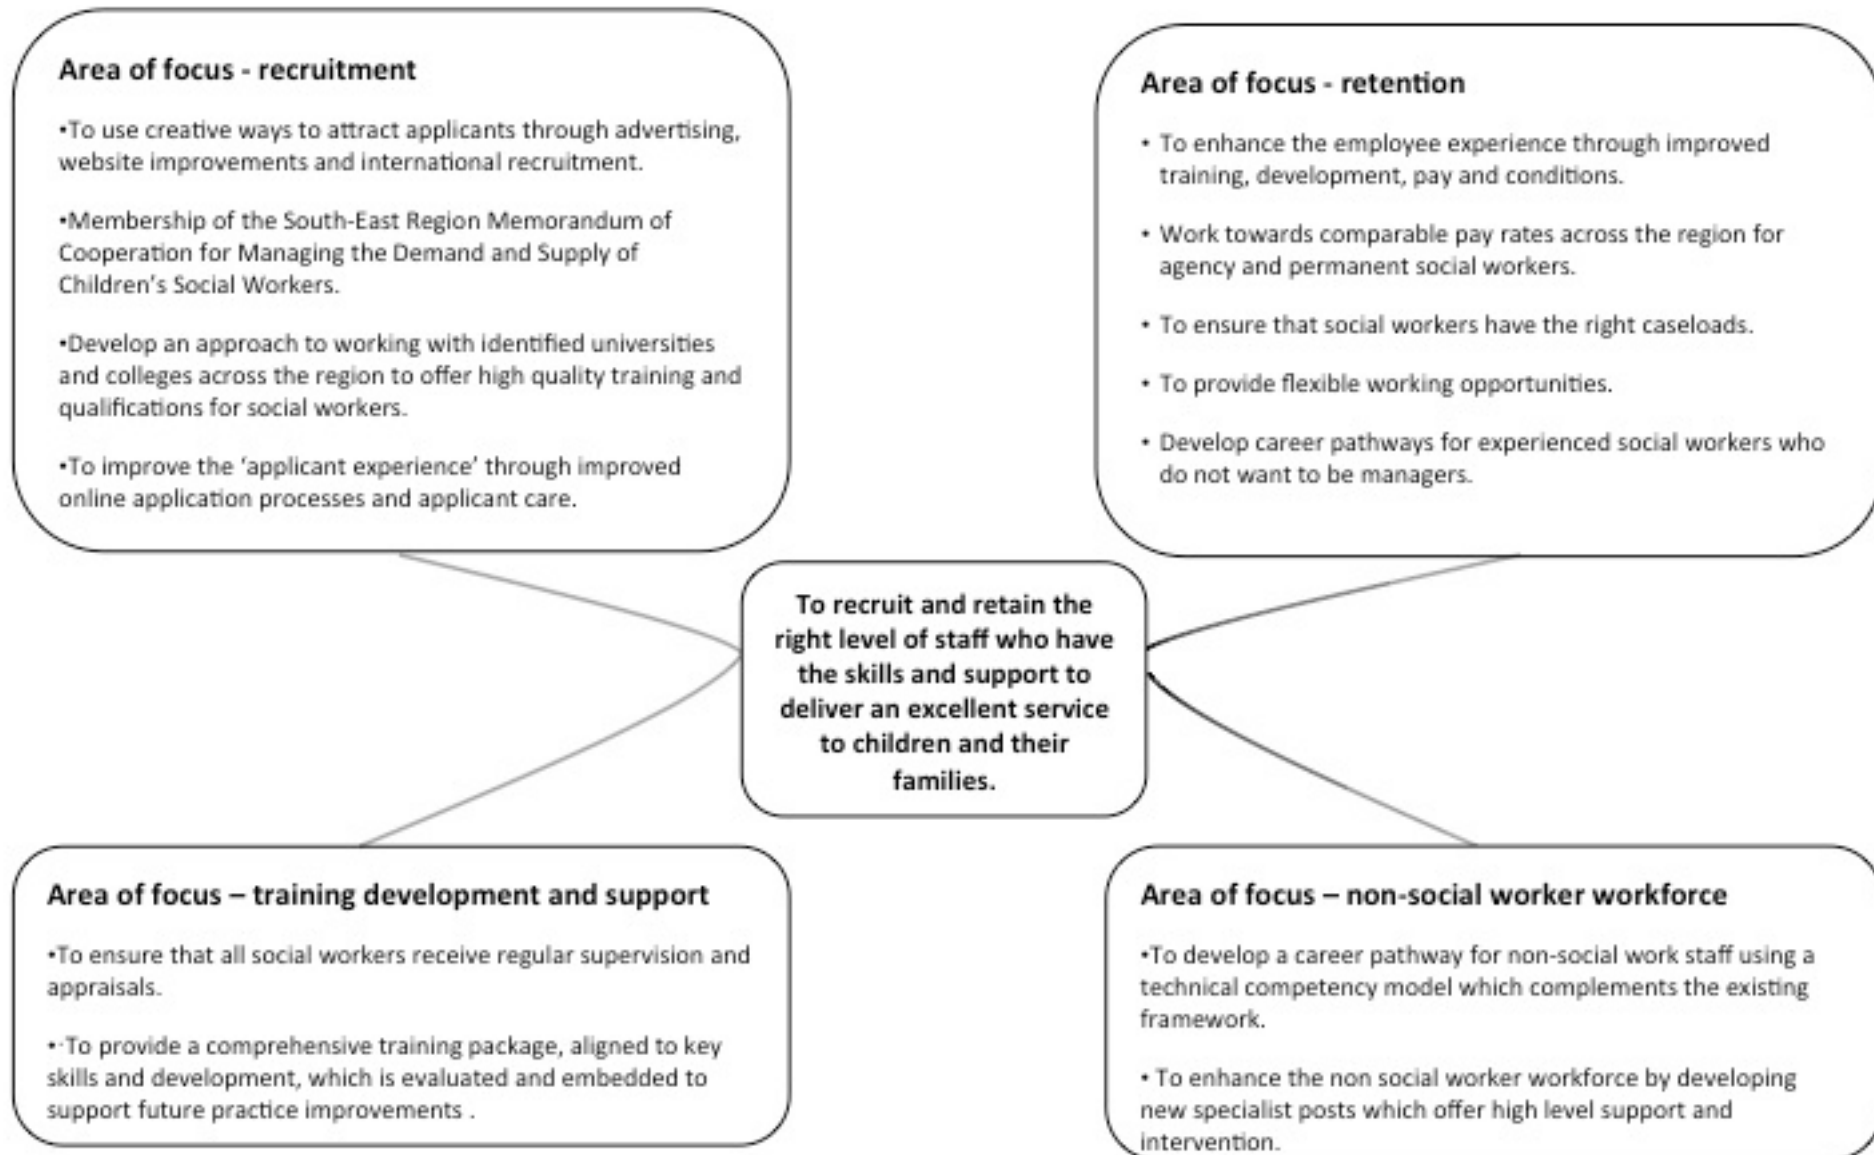 Area of focus - recruitment
•To use creative ways to attract applicants through advertising,
website improvements and international recruitment.
•Membership of the South-East Region Memorandum of
Cooperation for Managing the Demand and Supply of
Children’s Social Workers.
•Develop an approach to working with identified universities
and colleges across the region to offer high quality training and
qualifications for social workers.
•To improve the ‘applicant experience’ through improved
online application processes and applicant care.
Area of focus - retention
• To enhance the employee experience through improved
training, development, pay and conditions.
• Work towards comparable pay rates across the region for
agency and permanent social workers.
• To ensure that social workers have the right caseloads.
• To provide flexible working opportunities.
• Develop career pathways for experienced social workers who
do not want to be managers.
To recruit and retain the
right level of staff who have
the skills and support to
deliver an excellent service
to children and their
families.
Area of focus – training development and support
•To ensure that all social workers receive regular supervision and
appraisals.
•·To provide a comprehensive training package, aligned to key
skills and development, which is evaluated and embedded to
support future practice improvements .
Area of focus – non-social worker workforce
•To develop a career pathway for non-social work staff using a
technical competency model which complements the existing
framework.
• To enhance the non social worker workforce by developing
new specialist posts which offer high level support and
intervention.